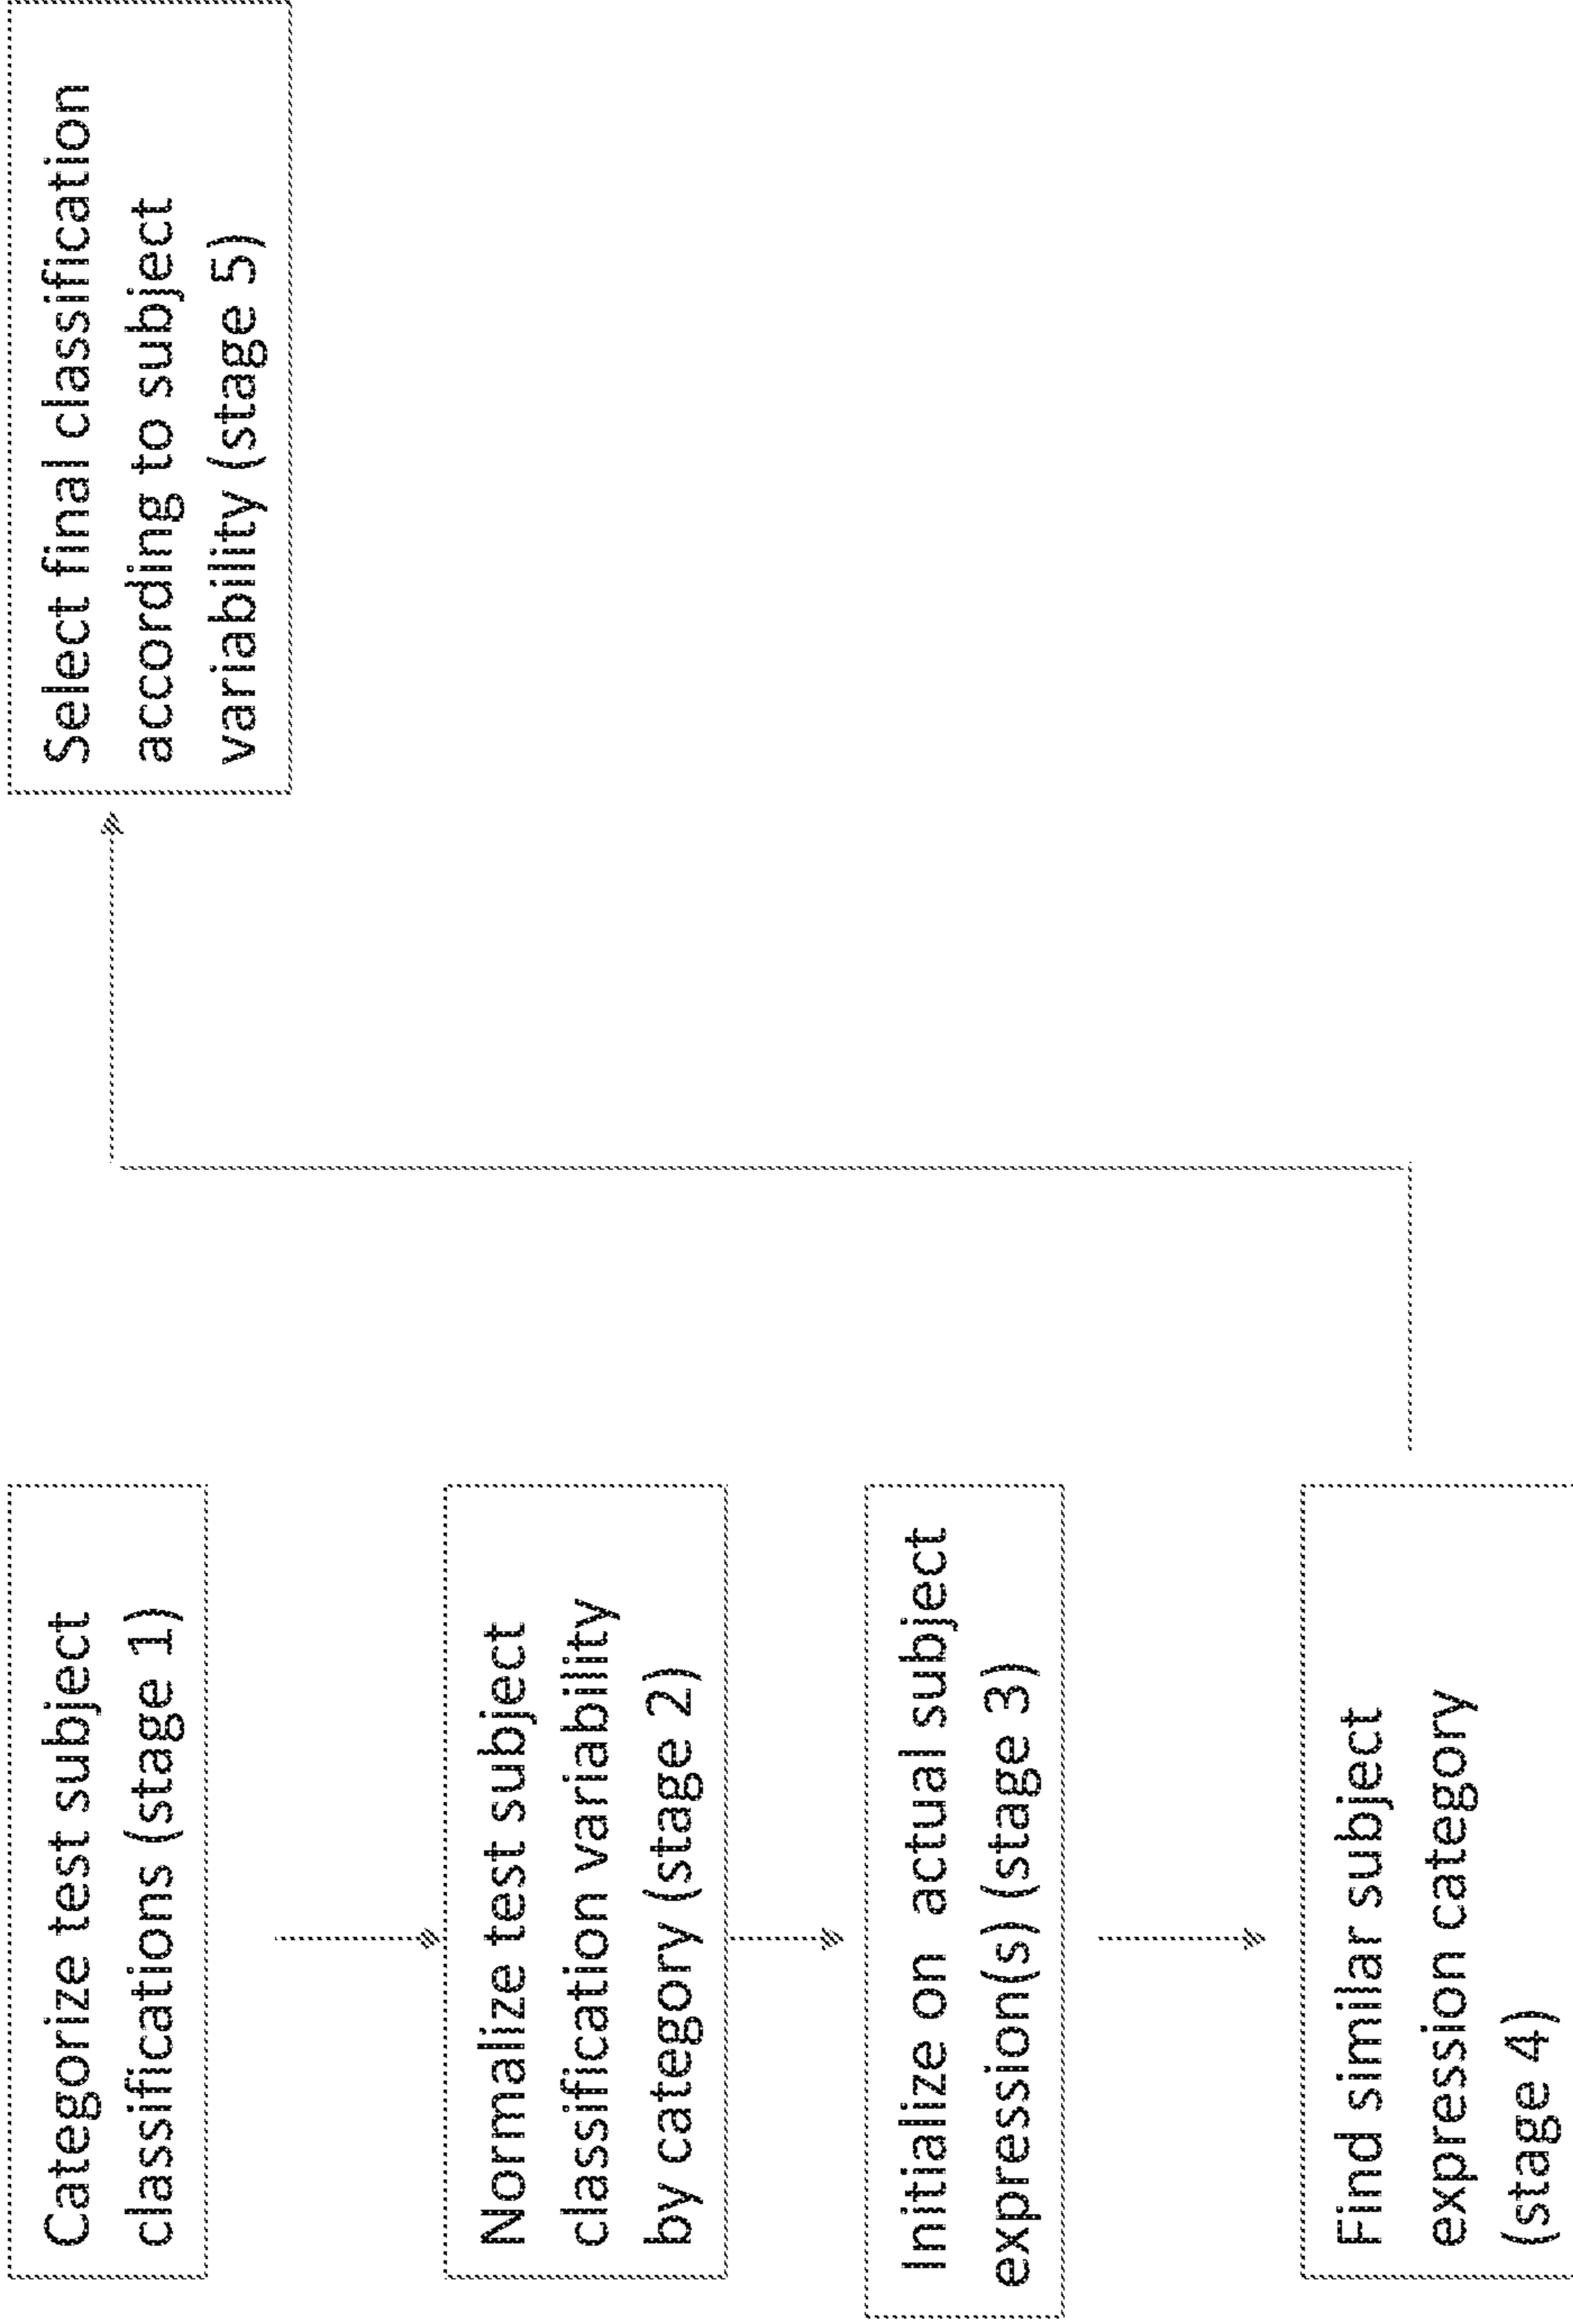 Categorize test subject
classifications (stage 1)
Normalize test subject
classification variability
by category (stage 2)
Initialize on actual subject
expression(s) (stage 3)
Find similar subject
expression category
(stage 4)
Select final classification
according to subject
variability (stage 5)